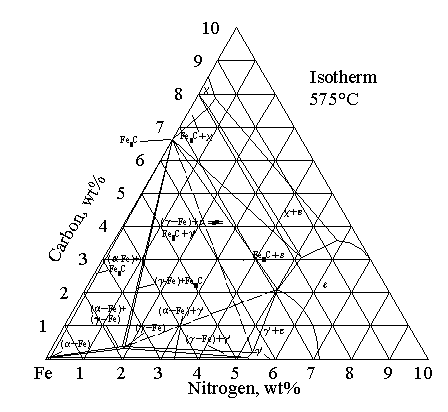 10
9
Isotherm
575°C
χ
8
7
Fe₃C
Fe₃C+χ
6
5
Carbon, wt%
4
χ+ε
Fe₃C+γ'
3
(α-Fe)+
Fe₃C
Fe₃C+ε
2
(γ-Fe)+Fe₃C
ε
(α-Fe)+
(γ-Fe)
(α-Fe)+γ'
1
(γ-Fe)
γ'+ε
(α-Fe)
(γ-Fe)+γ'
γ'
Fe 1 2 3 4 5 6 7 8 9 10
Nitrogen, wt%